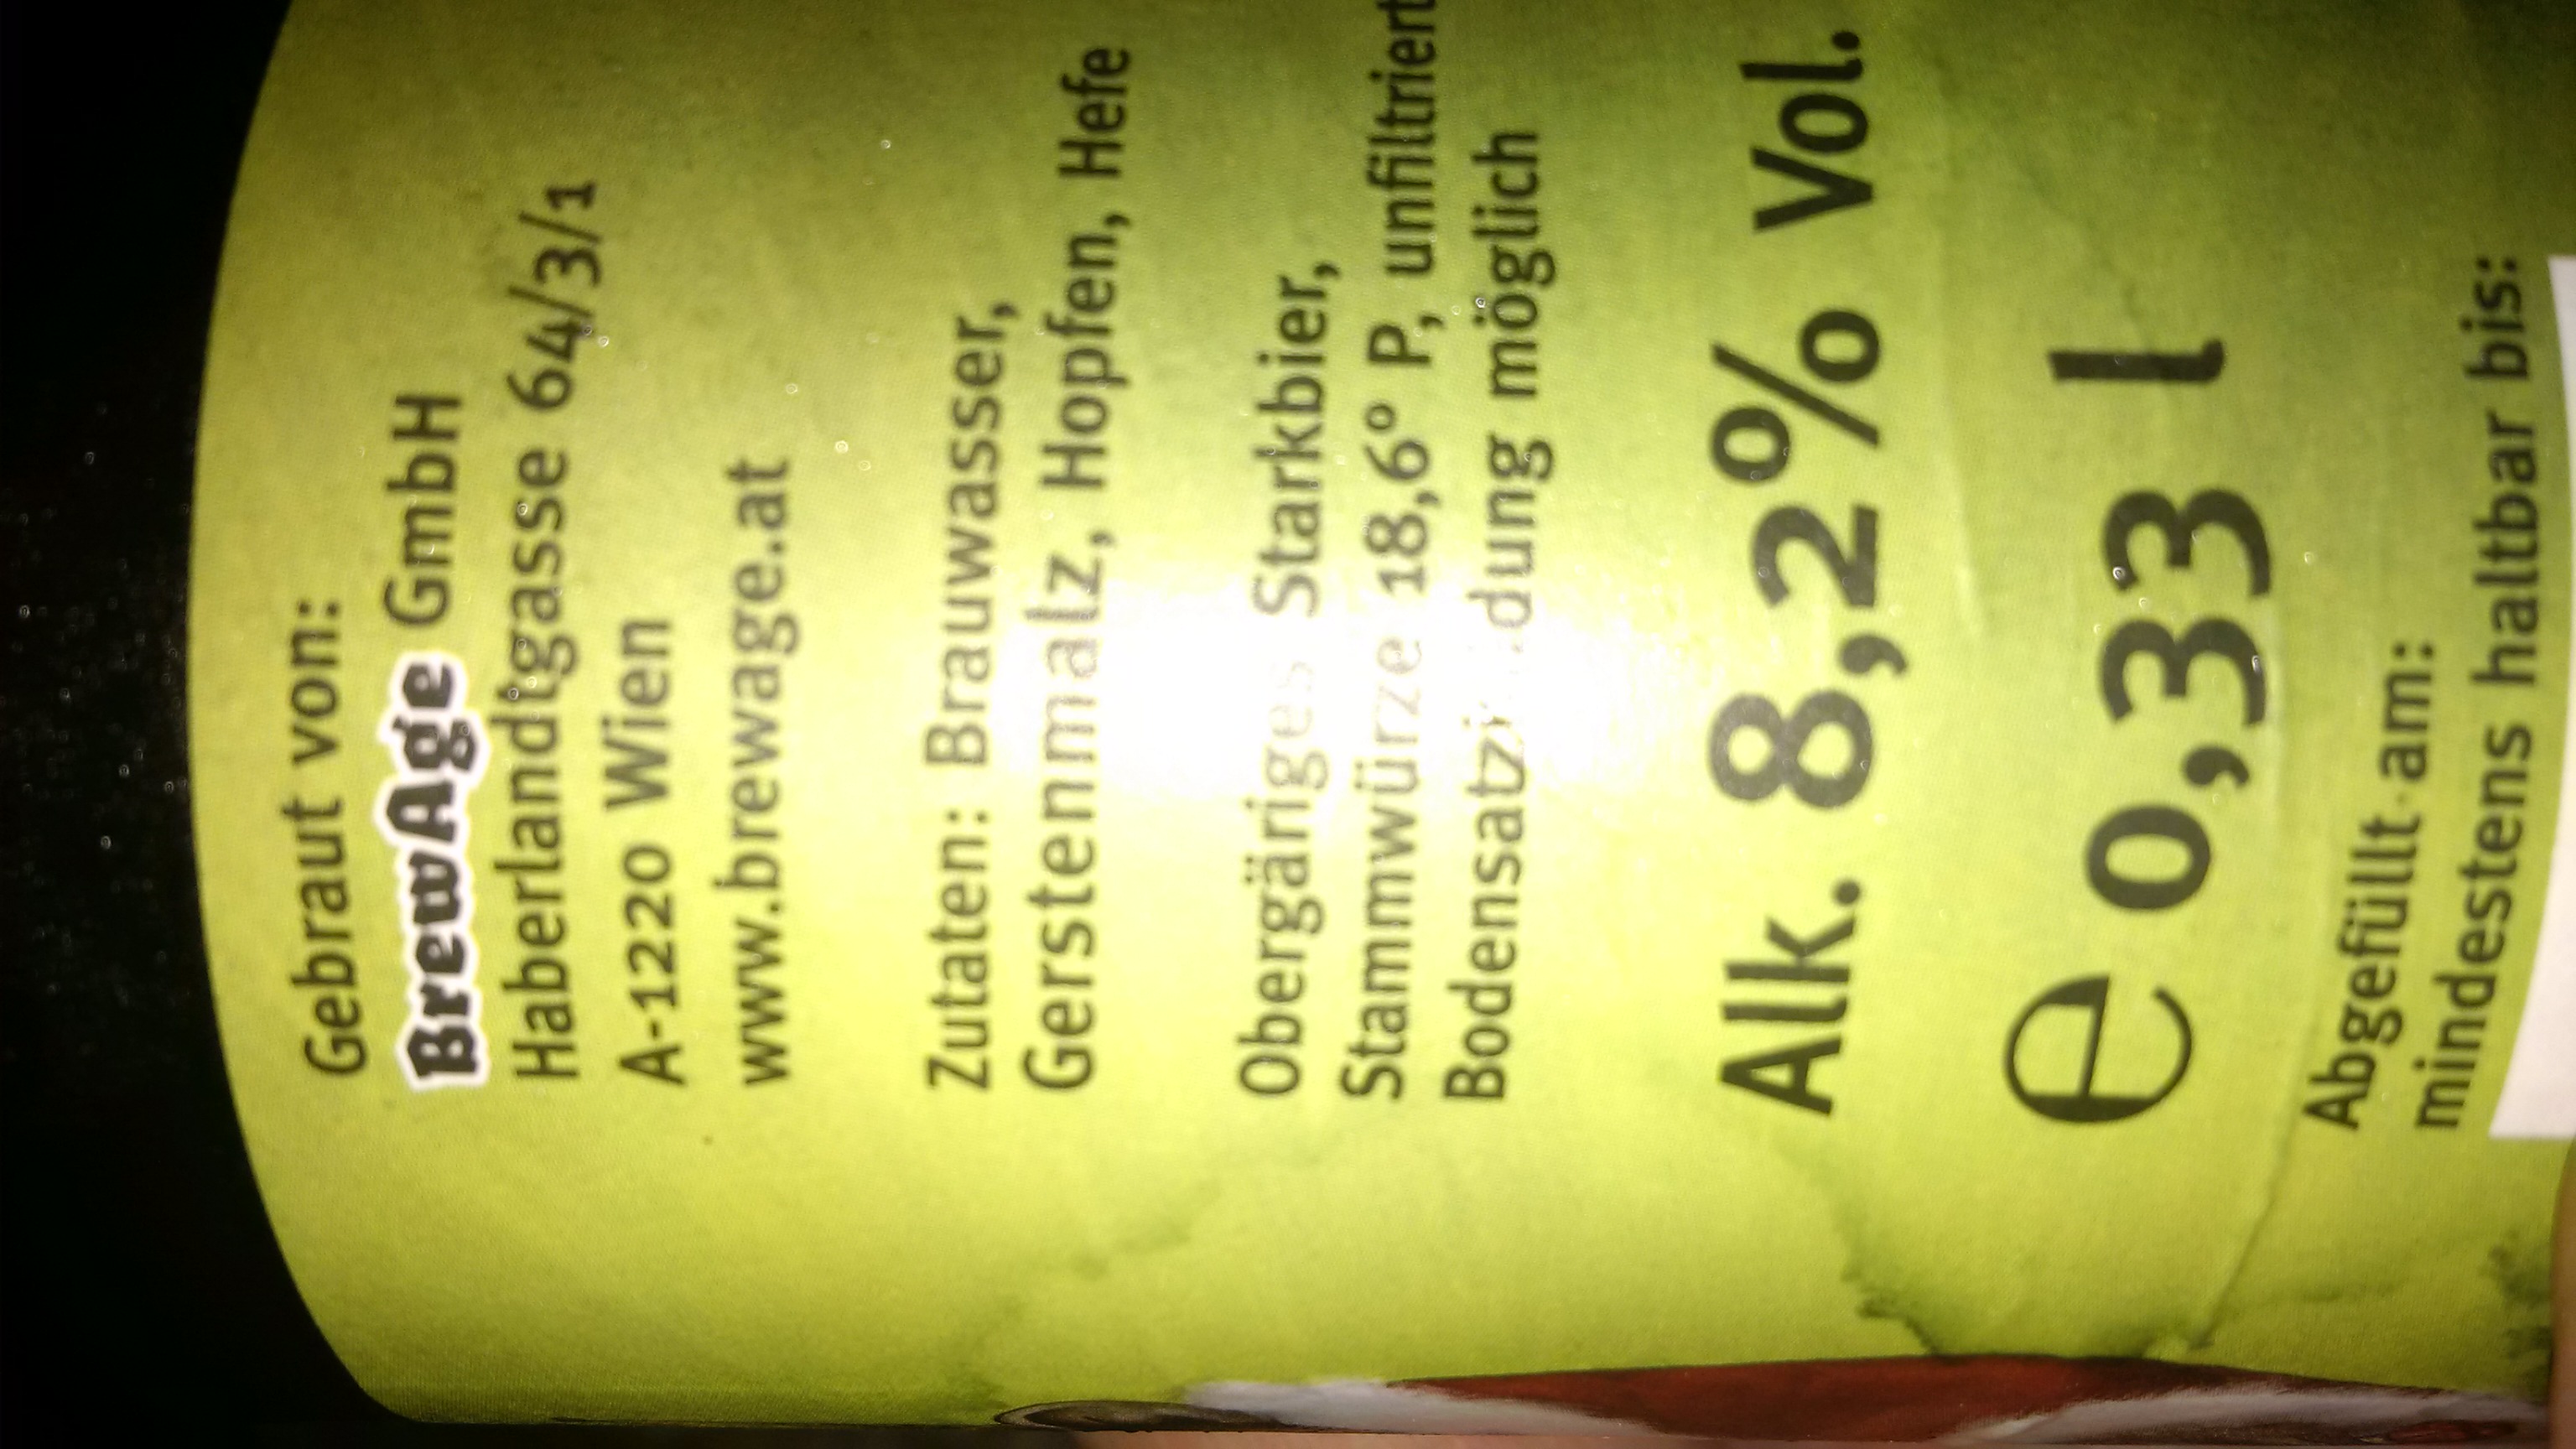 Gebraut von:
BrewAge GmbH
Haberlandtgasse 64/3/1
A-1220 Wien
www.brewage.at
Zutaten: Brauwasser,
Gerstenmalz, Hopfen, Hefe
Obergäriges Starkbier,
Stammwürze 18,6° P, unfiltriert
möglich
Alk. 8,2% Vol.
e 0,33 l
Abgefüllt am:
mindestens haltbar bis: